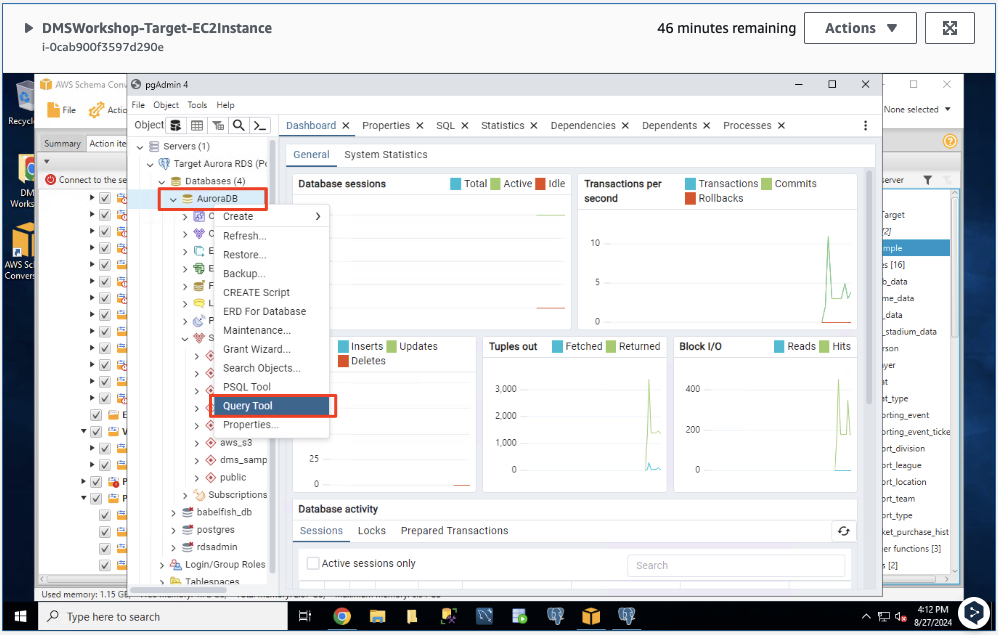 DMSWorkshop-Target-EC2Instance
i-0cab900f3597d290e
46 minutes remaining
Actions
AWS Schema Conv
File
Actio
Summary
Action ite
Connect to the se
pgAdmin 4
File Object Tools Help
Object
Dashboard
Properties
SQL
Statistics
Dependencies
Dependents
Processes
Servers (1)
Target Aurora RDS (Po
Databases (4)
AuroraDB
Create
Refresh...
Restore...
Backup...
CREATE Script
ERD For Database
Maintenance...
Grant Wizard...
Search Objects...
PSQL Tool
Query Tool
Properties...
aws_s3
dms_samp
public
Subscriptions
babelfish_db
postgres
rdsadmin
Login/Group Roles
Tablespaces
General
System Statistics
Database sessions
Total
Active
Idle
Transactions per
second
Transactions
Commits
Rollbacks
10
5
0
Inserts
Updates
Deletes
25
0
Tuples out
Fetched
Returned
3,000
2,000
1,000
0
Block I/O
Reads
Hits
400
200
0
Database activity
Sessions
Locks
Prepared Transactions
Active sessions only
Search
None selected
erver
Target
[2]
mple
es [16]
b_data
me_data
_data
_stadium_data
erson
ayer
at
at_type
orting_event
orting_event_ticke
ort_division
ort_league
ort_location
ort_team
ort_type
ket_purchase_hist
er functions [3]
s [2]
Recycl
DM
Works
AWS Sc
Convers
Used memory: 1.15 G
Type here to search
4:12 PM
8/27/2024